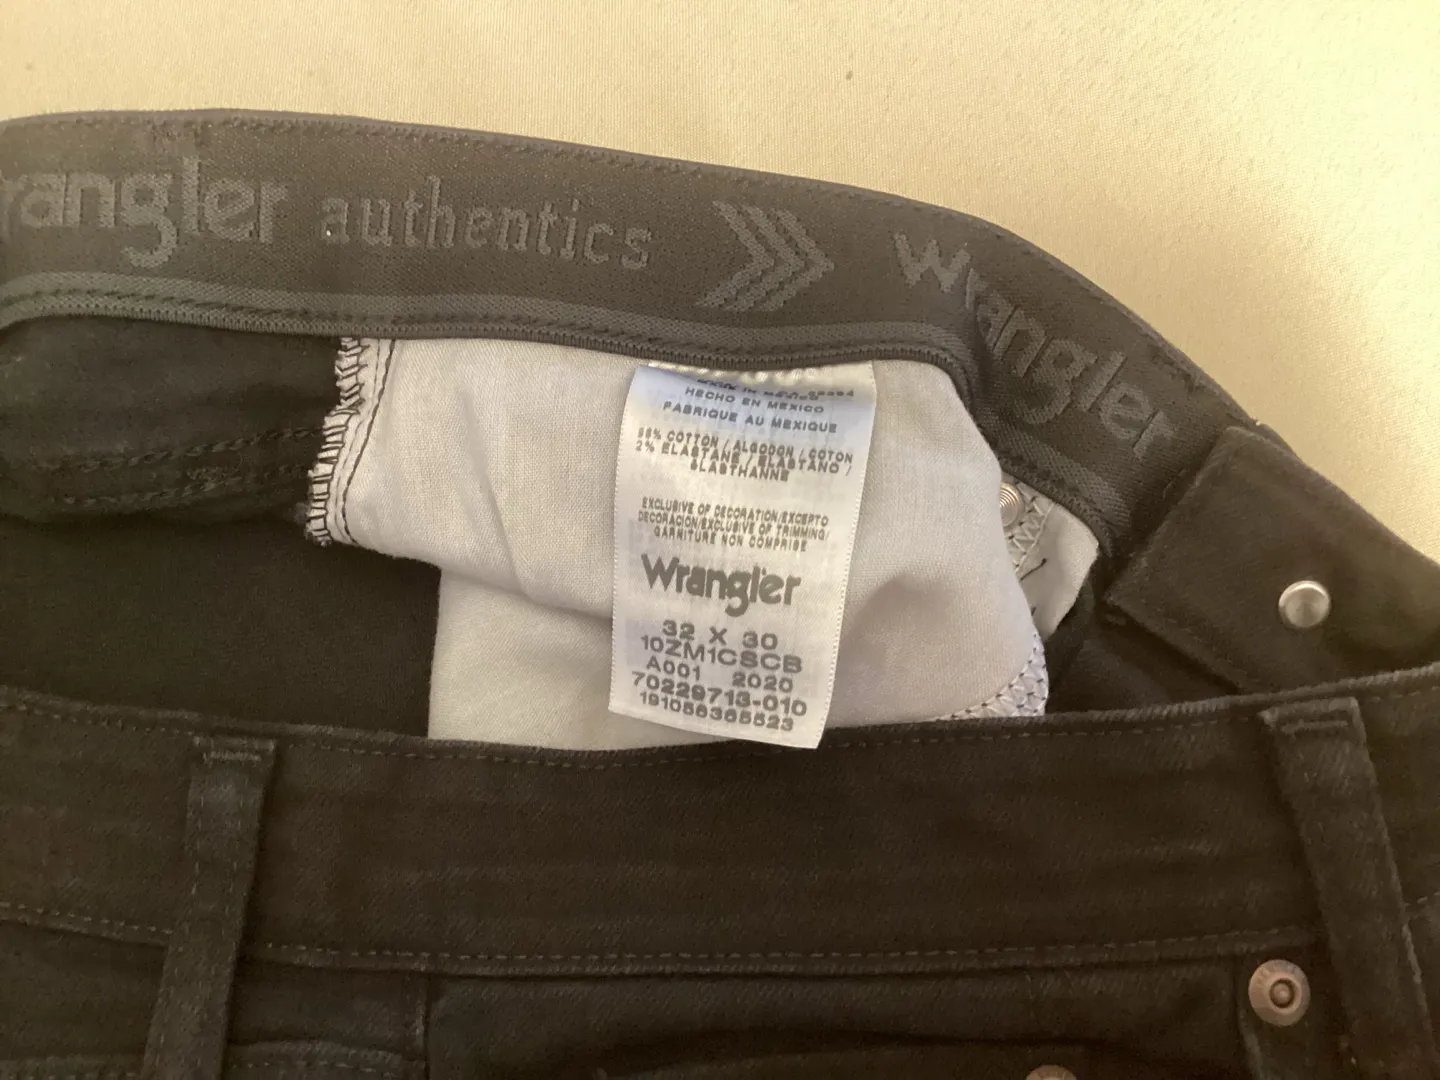 Wrangler authentics Wrangler
HECHO EN MEXICO
FABRIQUE AU MEXIQUE
COTTON / ALGODON / COTON
2% ELASTANE / ELASTANO /
ELASTHANNE
EXCLUSIVE OF DECORATION/EXCEPTO
DECORACION/EXCLUSIVE OF TRIMMING/
GARNITURE NON COMPRISE
Wrangler
32 X 30
10ZM1CSCB
A001 2020
70229713-010
191056365523